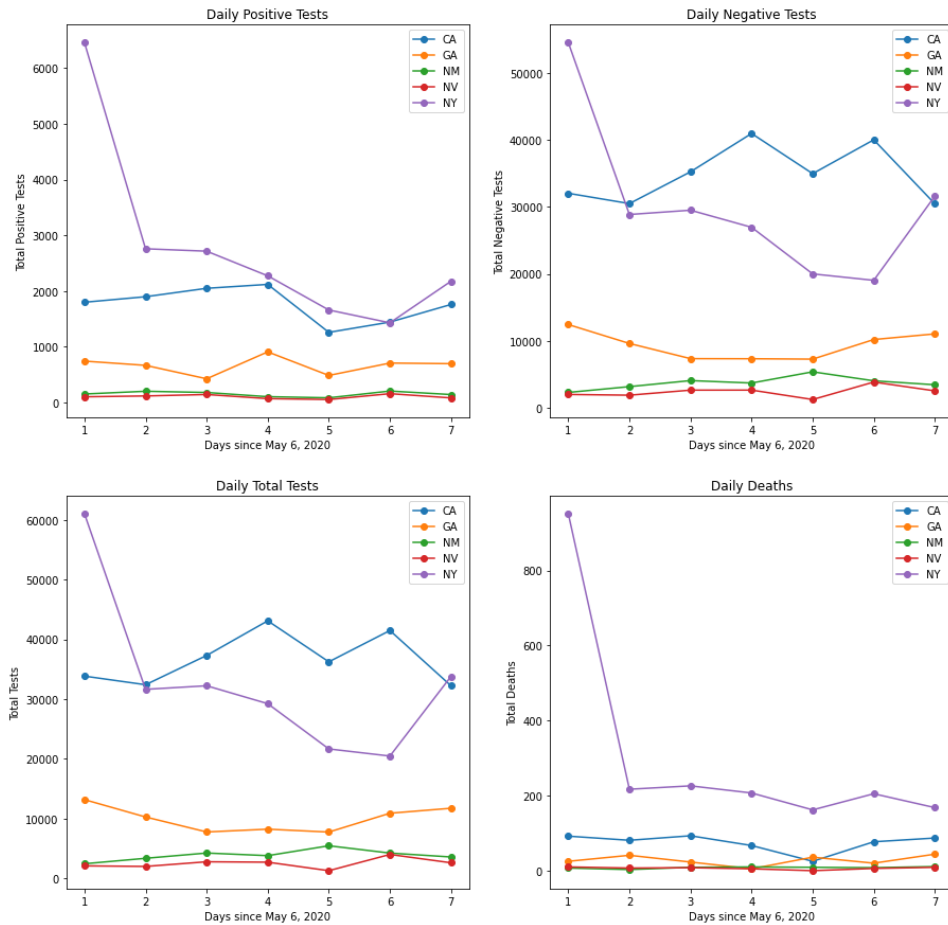 Daily Positive Tests
Total Positive Tests
6000
5000
4000
3000
2000
1000
0
CA
GA
NM
NV
NY
1 2 3 4 5 6 7
Days since May 6, 2020
Daily Negative Tests
Total Negative Tests
50000
40000
30000
20000
10000
0
CA
GA
NM
NV
NY
1 2 3 4 5 6 7
Days since May 6, 2020
Daily Total Tests
Total Tests
60000
50000
40000
30000
20000
10000
0
CA
GA
NM
NV
NY
1 2 3 4 5 6 7
Days since May 6, 2020
Daily Deaths
Total Deaths
800
600
400
200
0
CA
GA
NM
NV
NY
1 2 3 4 5 6 7
Days since May 6, 2020